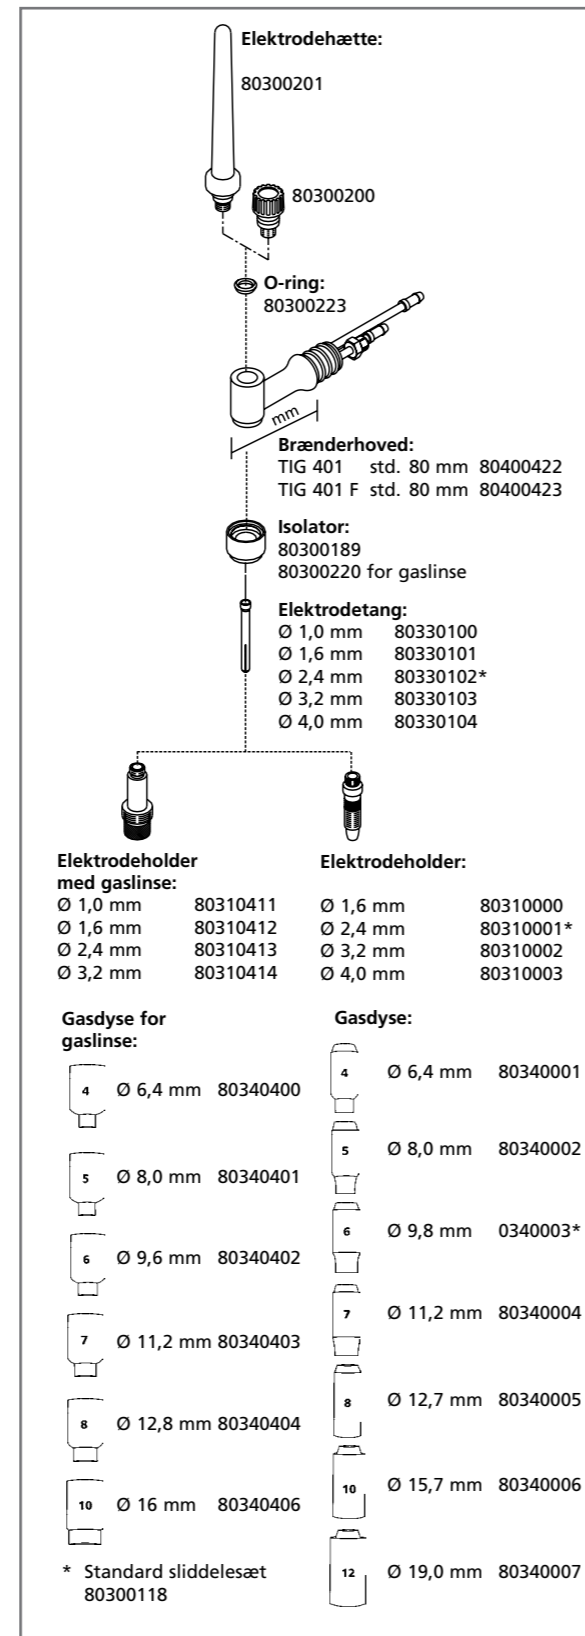 Elektrodehætte:
80300201
80300200
O-ring:
80300223
mm
Brænderhoved:
TIG 401 std. 80 mm 80400422
TIG 401 F std. 80 mm 80400423
Isolator:
80300189
80300220 for gaslinse
Elektrodetang:
Ø 1,0 mm 80330100
Ø 1,6 mm 80330101
Ø 2,4 mm 80330102*
Ø 3,2 mm 80330103
Ø 4,0 mm 80330104
Elektrodeholder
med gaslinse:
Ø 1,0 mm 80310411
Ø 1,6 mm 80310412
Ø 2,4 mm 80310413
Ø 3,2 mm 80310414
Elektrodeholder:
Ø 1,6 mm 80310000
Ø 2,4 mm 80310001*
Ø 3,2 mm 80310002
Ø 4,0 mm 80310003
Gasdyse for
gaslinse:
4 Ø 6,4 mm 80340400
5 Ø 8,0 mm 80340401
6 Ø 9,6 mm 80340402
7 Ø 11,2 mm 80340403
8 Ø 12,8 mm 80340404
10 Ø 16 mm 80340406
Gasdyse:
4 Ø 6,4 mm 80340001
5 Ø 8,0 mm 80340002
6 Ø 9,8 mm 0340003*
7 Ø 11,2 mm 80340004
8 Ø 12,7 mm 80340005
10 Ø 15,7 mm 80340006
12 Ø 19,0 mm 80340007
* Standard sliddelesæt
80300118